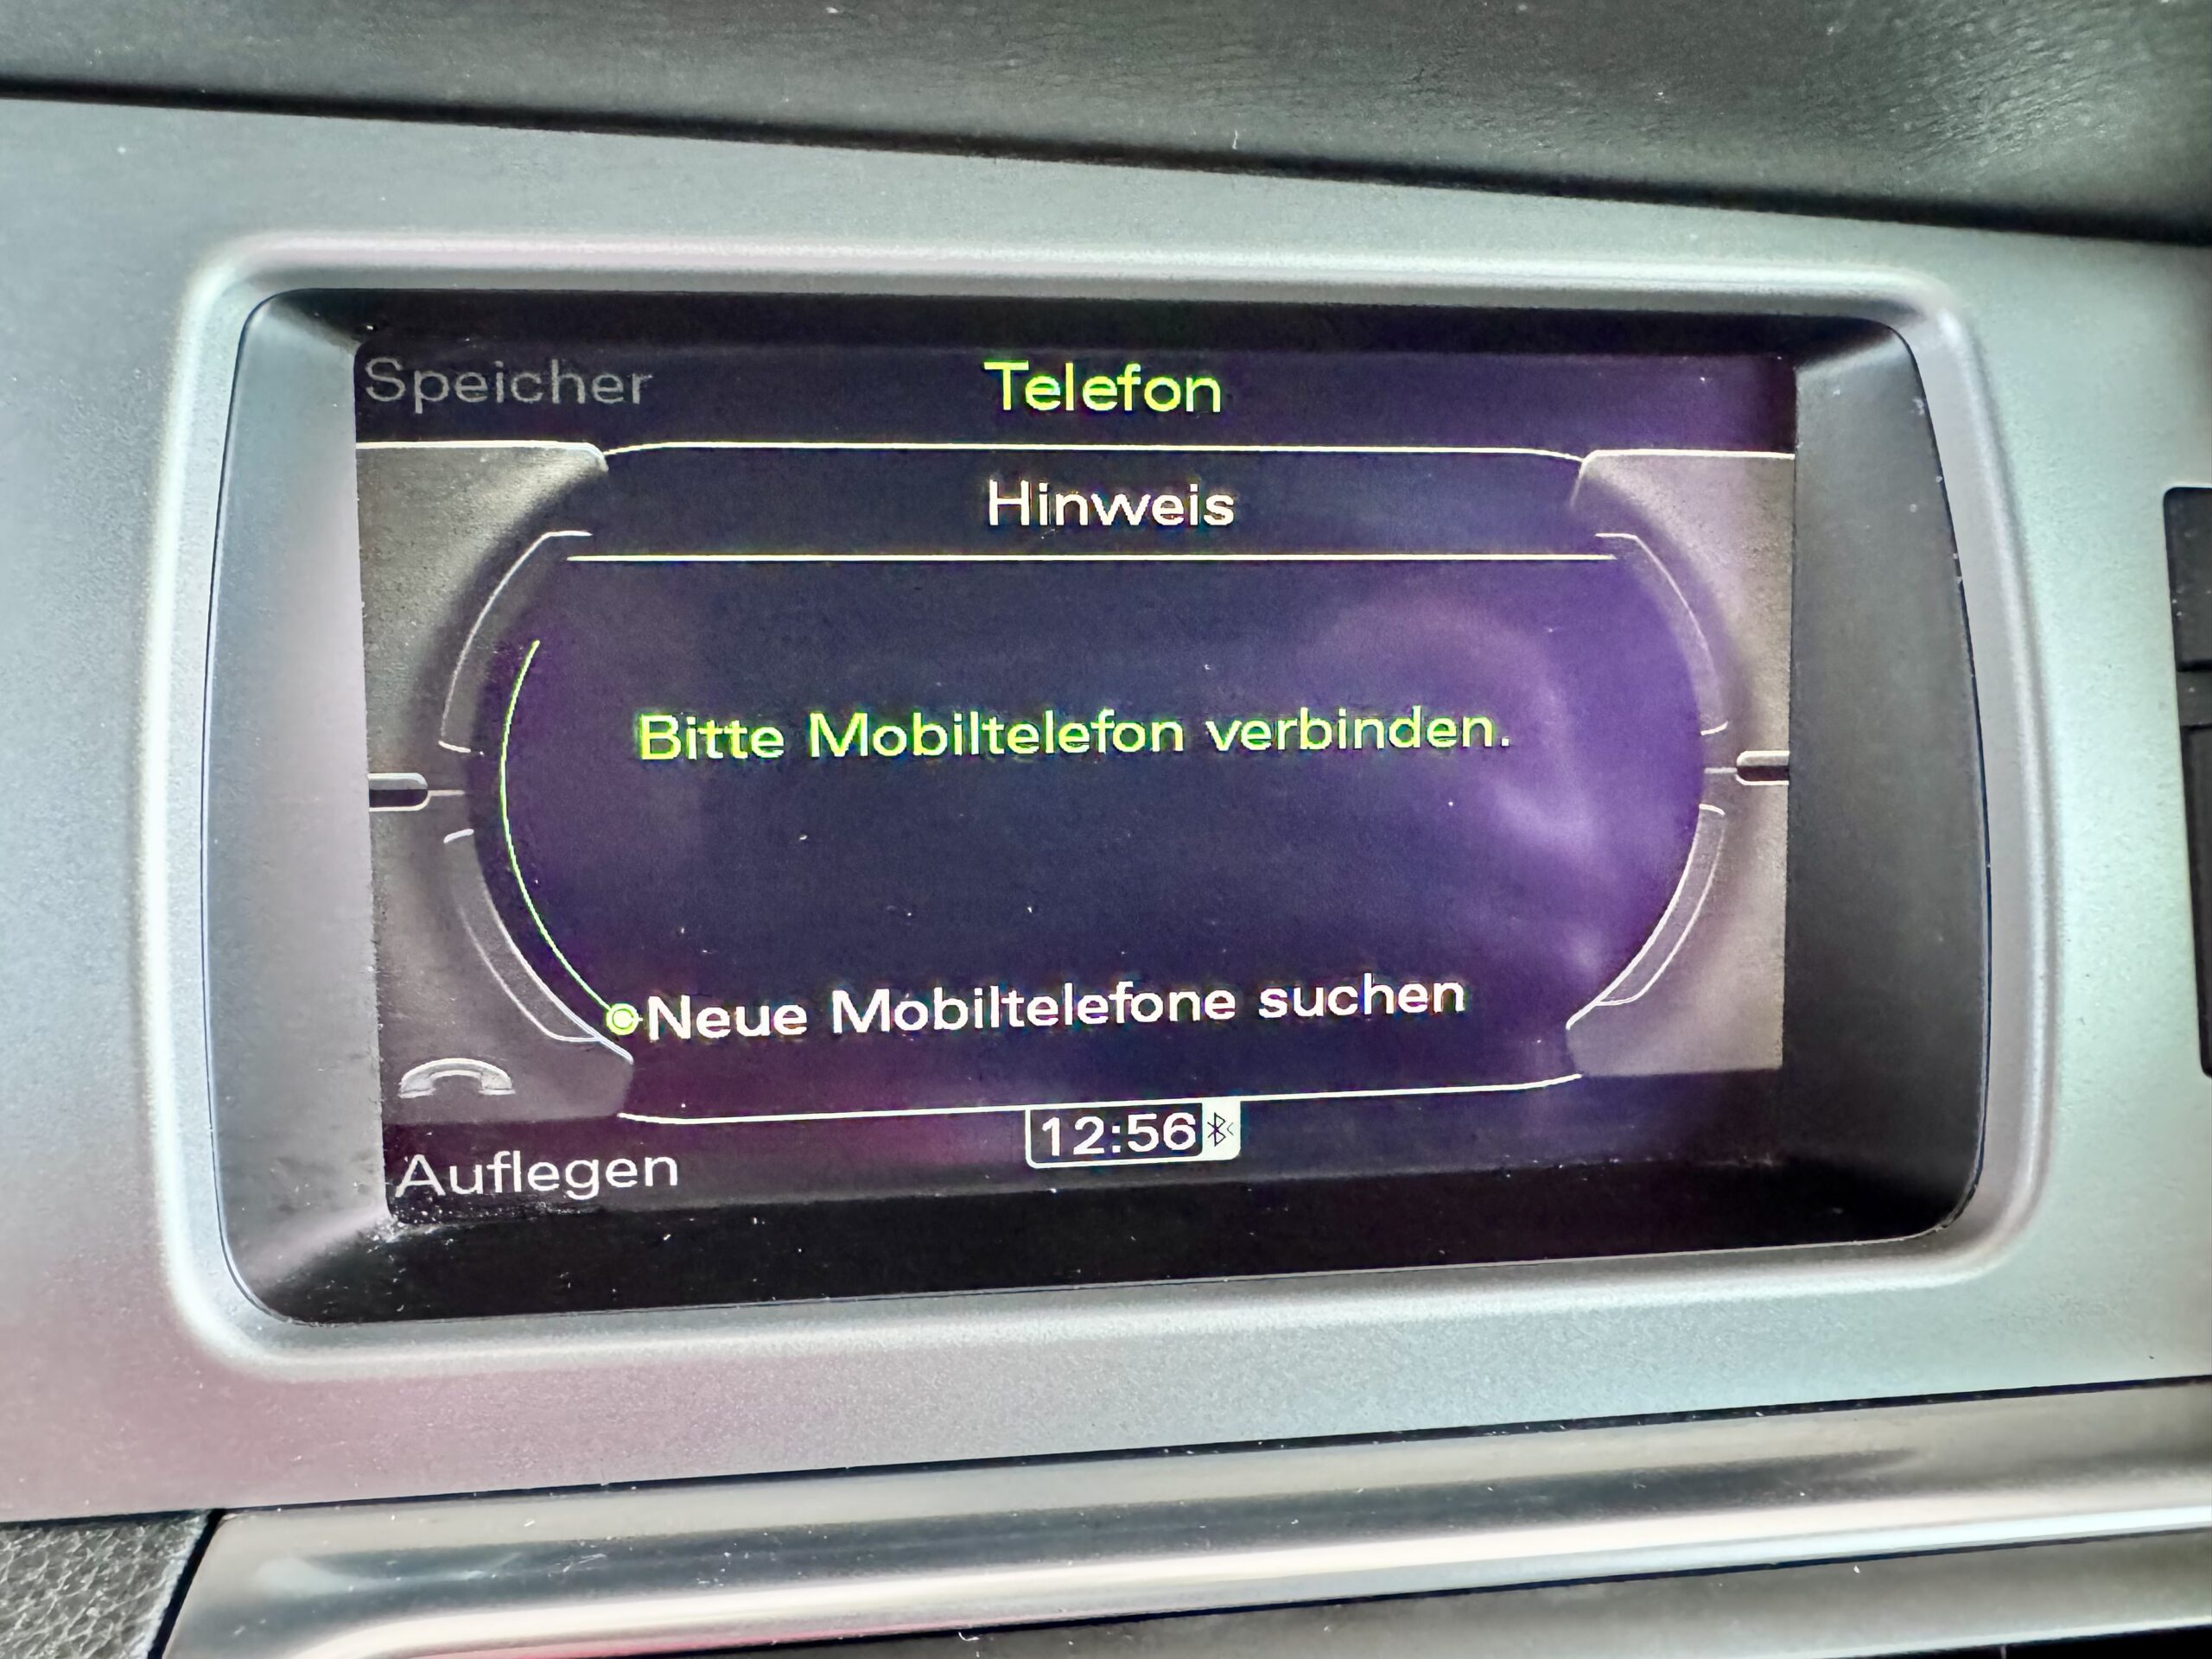 Speicher
Telefon
Hinweis
Bitte Mobiltelefon verbinden.
Neue Mobiltelefone suchen
12:56
Auflegen